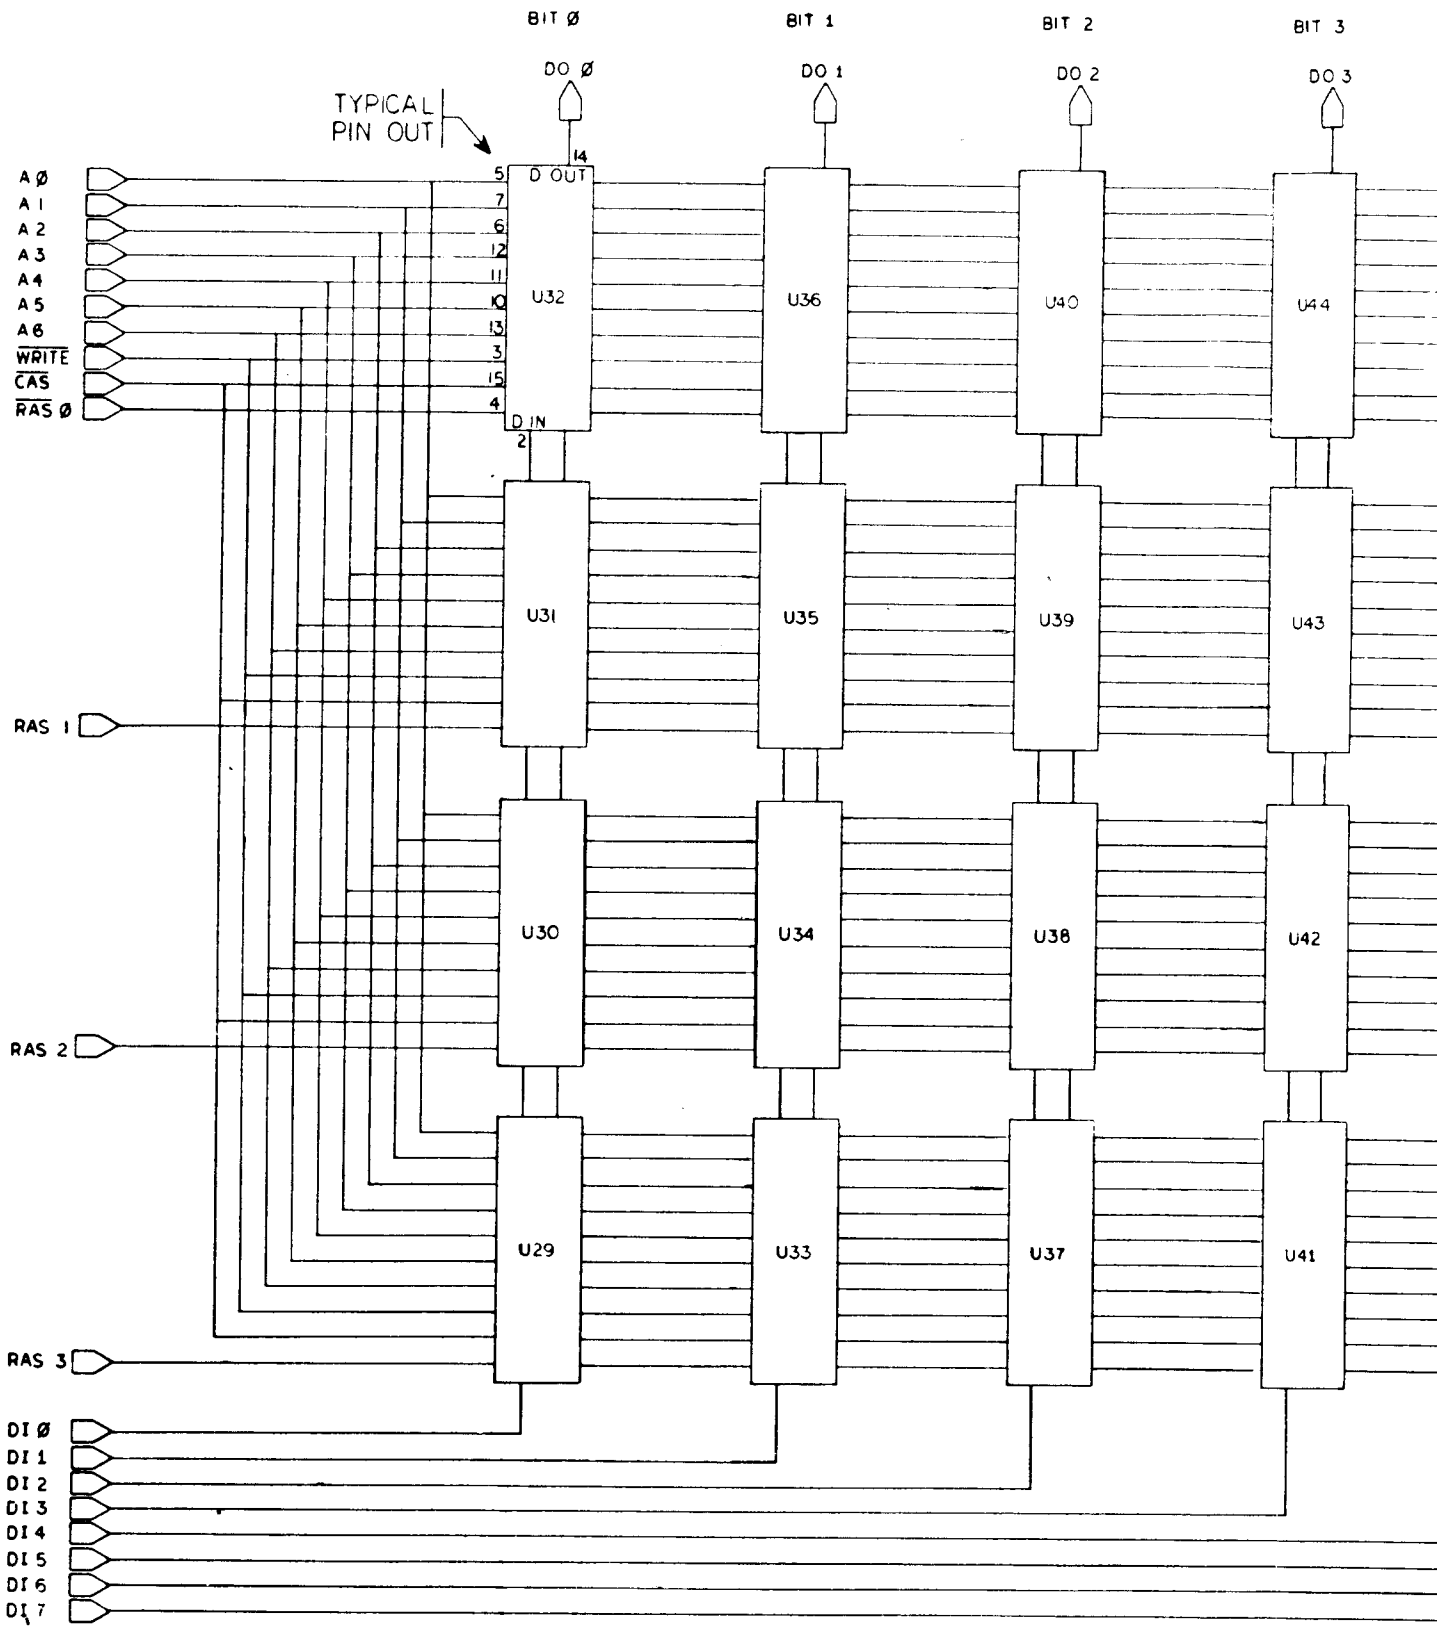 BIT Ø BIT 1 BIT 2 BIT 3
DO Ø DO 1 DO 2 DO 3
TYPICAL
PIN OUT
14
A Ø 5 D OUT
A 1 7
A 2 6
A 3 12
A 4 11
U32 U36 U40 U44
A 5 10
A 6 13
WRITE 3
CAS 15
RAS Ø 4
D IN
2
U31 U35 U39 U43
RAS 1
U30 U34 U38 U42
RAS 2
U29 U33 U37 U41
RAS 3
DI Ø
DI 1
DI 2
DI 3
DI 4
DI 5
DI 6
DI 7